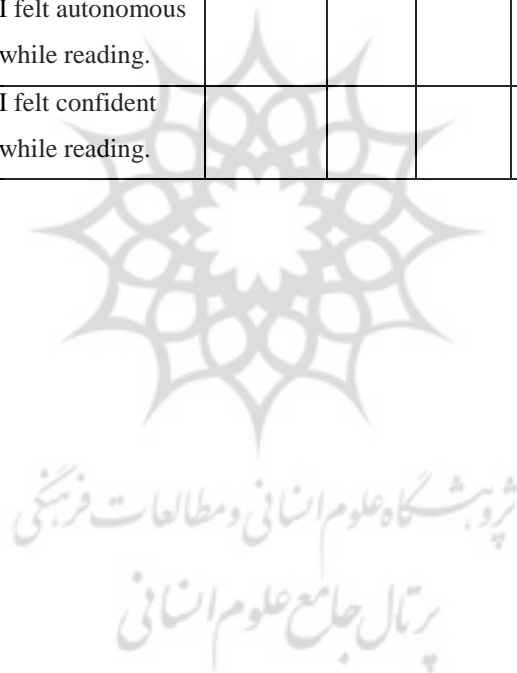 I felt autonomous
while reading.
I felt confident
while reading.
پژوهشگاه علوم انسانی و مطالعات فرهنگی
پرتال جامع علوم انسانی